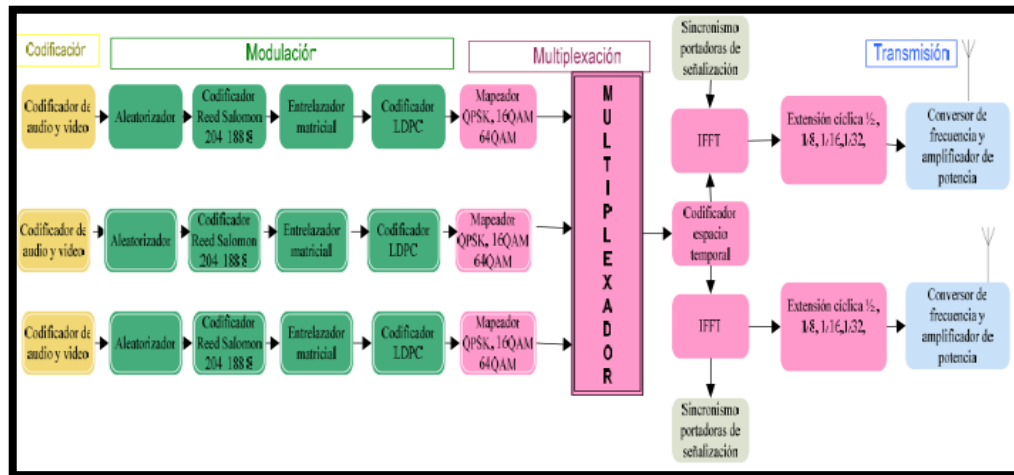 Codificación
Modulación
Multiplexación
Transmisión
Sincronismo
portadoras de
señalización
Codificador de
audio y video
Aleatorizador
Codificador
Reed Salomon
204 188 8
Entrelazador
matricial
Codificador
LDPC
Mapeador
QPSK, 16QAM
64QAM
MULTIPLEXADOR
IFFT
Extensión cíclica ½,
1/8, 1/16,1/32,
Conversor de
frecuencia y
amplificador de
potencia
Codificador de
audio y video
Aleatorizador
Codificador
Reed Salomon
204 188 8
Entrelazador
matricial
Codificador
LDPC
Mapeador
QPSK, 16QAM
64QAM
Codificador
espacio
temporal
Codificador de
audio y video
Aleatorizador
Codificador
Reed Salomon
204 188 8
Entrelazador
matricial
Codificador
LDPC
Mapeador
QPSK, 16QAM
64QAM
IFFT
Extensión cíclica ½,
1/8, 1/16,1/32,
Conversor de
frecuencia y
amplificador de
potencia
Sincronismo
portadoras de
señalización